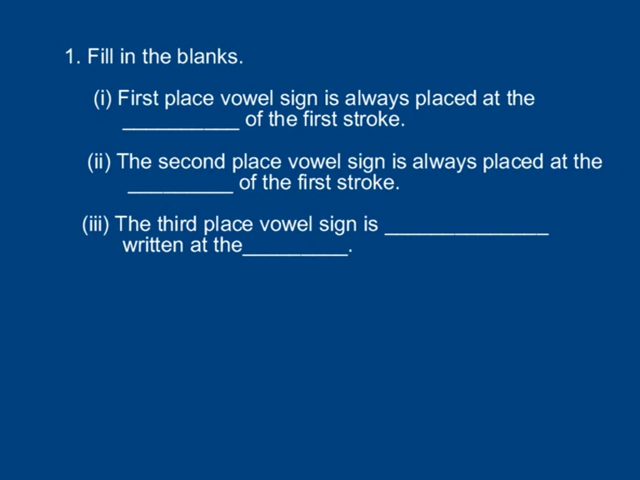 1. Fill in the blanks.
(i) First place vowel sign is always placed at the
__________ of the first stroke.
(ii) The second place vowel sign is always placed at the
_________ of the first stroke.
(iii) The third place vowel sign is ______________
written at the_________.